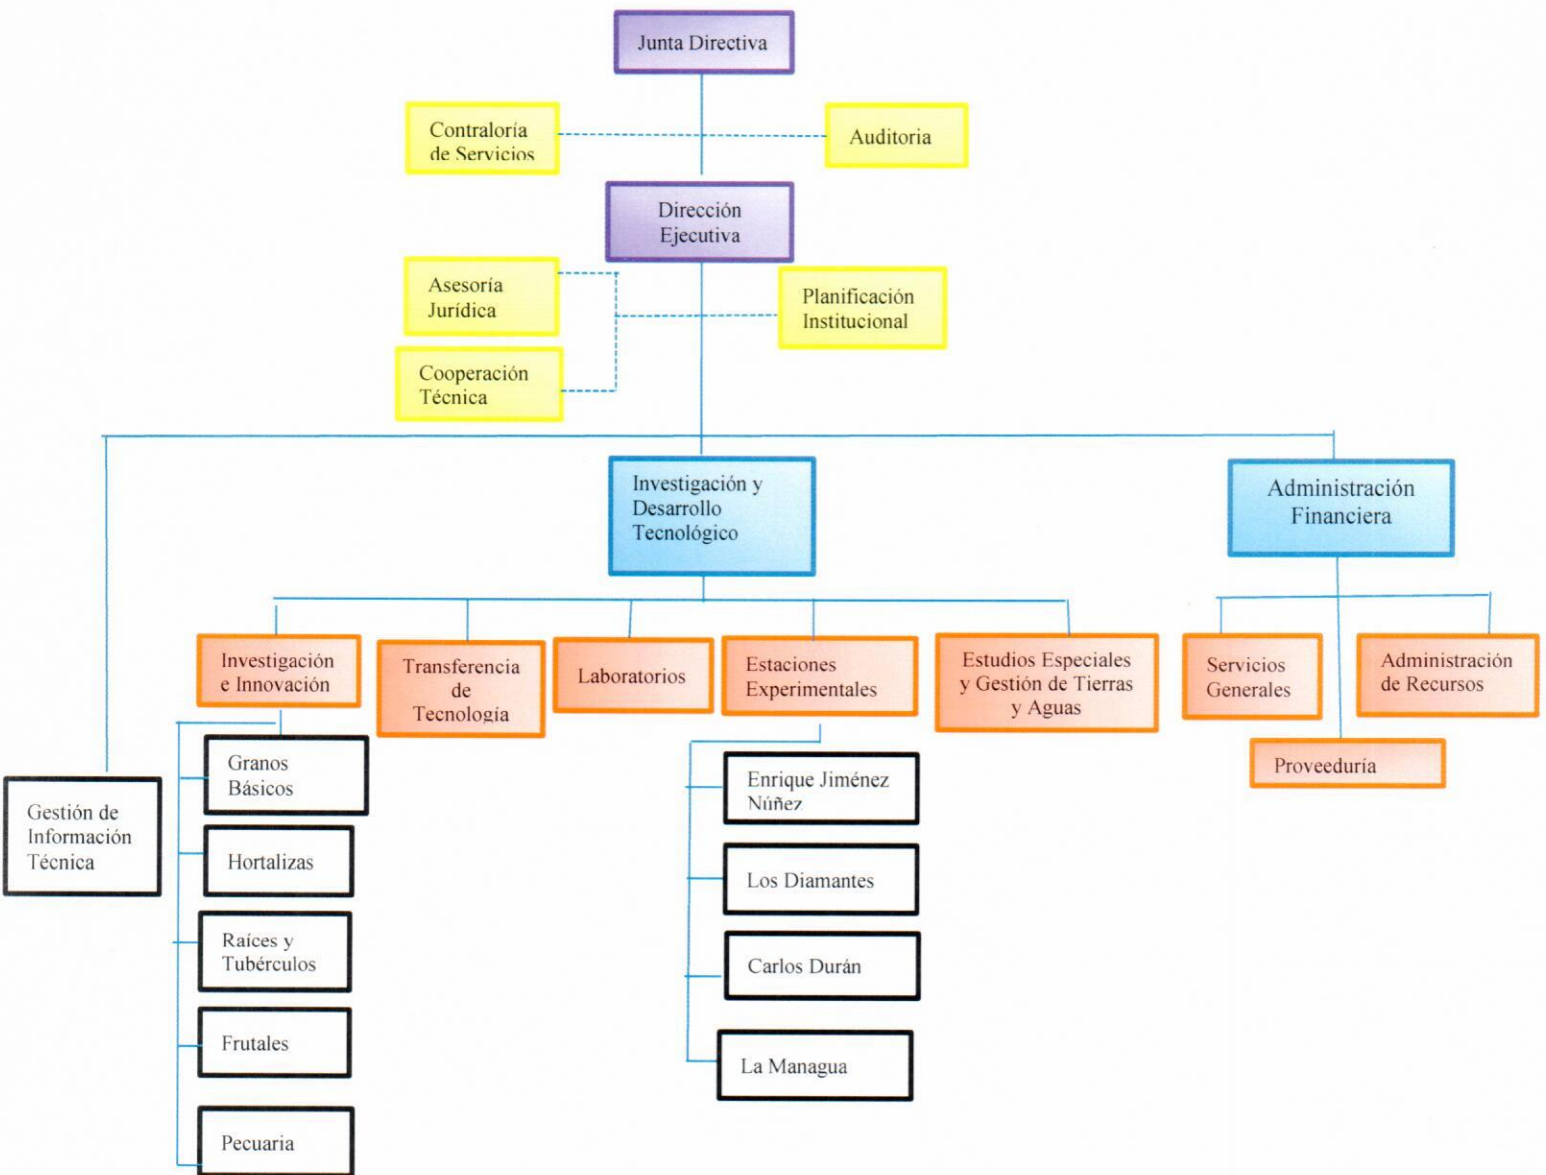 Junta Directiva
Contraloría
de Servicios
Auditoria
Dirección
Ejecutiva
Asesoría
Jurídica
Planificación
Institucional
Cooperación
Técnica
Investigación y
Desarrollo
Tecnológico
Administración
Financiera
Investigación
e Innovación
Transferencia
de
Tecnología
Laboratorios
Estaciones
Experimentales
Estudios Especiales
y Gestión de Tierras
y Aguas
Servicios
Generales
Administración
de Recursos
Proveeduría
Gestión de
Información
Técnica
Granos
Básicos
Hortalizas
Raíces y
Tubérculos
Frutales
Pecuaria
Enrique Jiménez
Núñez
Los Diamantes
Carlos Durán
La Managua